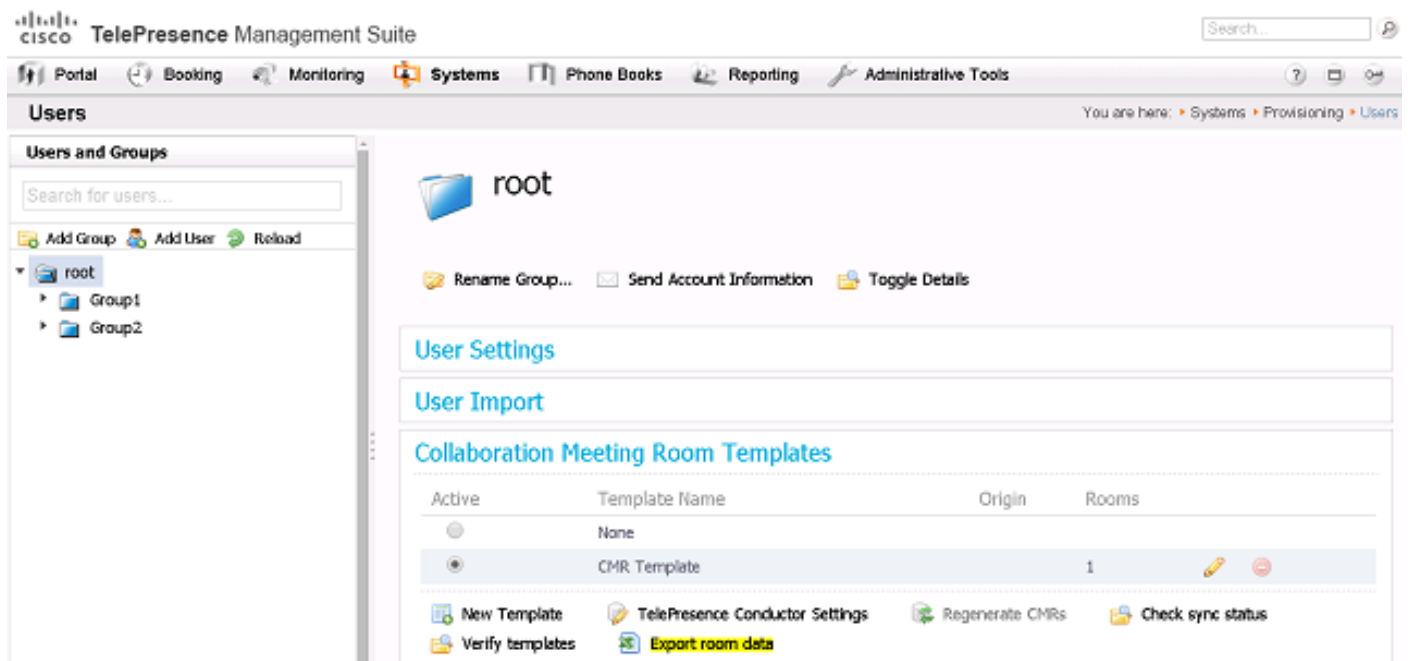 CISCO TelePresence Management Suite
Search...
Portal Booking Monitoring Systems Phone Books Reporting Administrative Tools ?
Users
You are here: Systems Provisioning Users
Users and Groups
Search for users...
Add Group Add User Reload
root
Group1
Group2
root
Rename Group... Send Account Information Toggle Details
User Settings
User Import
Collaboration Meeting Room Templates
Active Template Name Origin Rooms
None
CMR Template 1
New Template TelePresence Conductor Settings Regenerate CMRs Check sync status
Verify templates Export room data